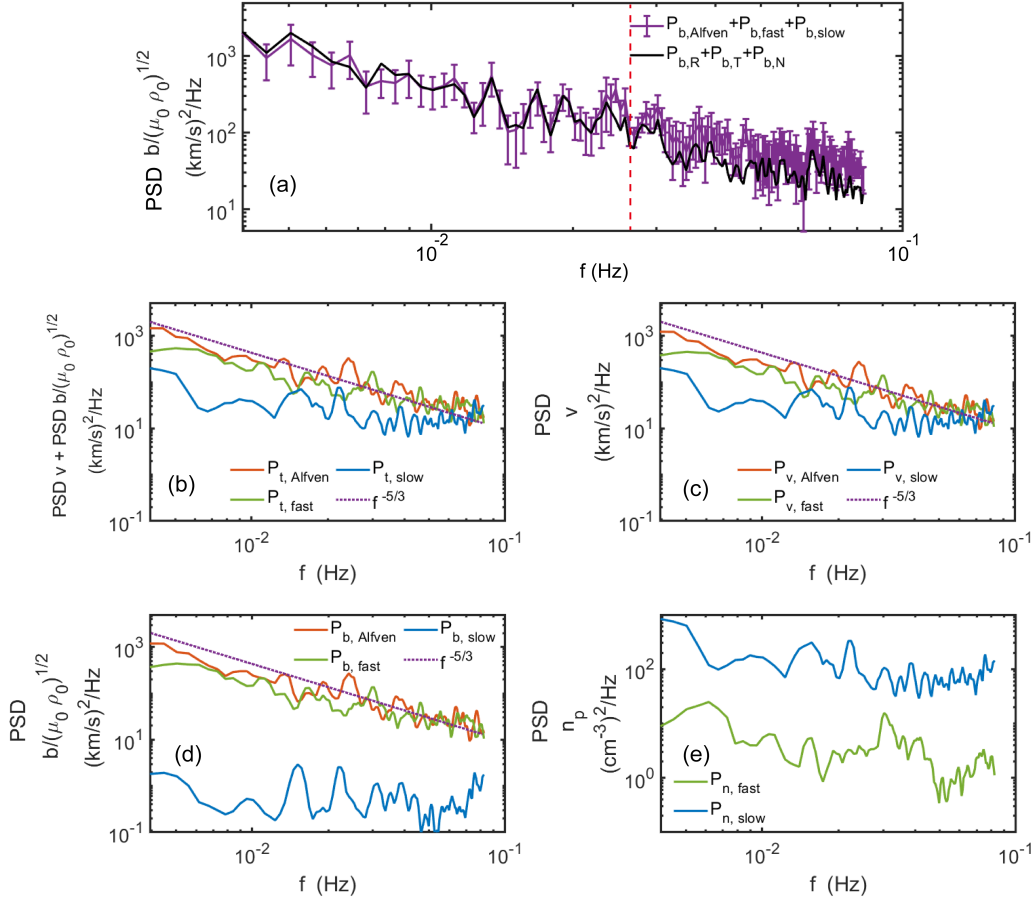 P_b,Alfven+P_b,fast+P_b,slow
P_b,R+P_b,T+P_b,N
PSD b/(μ_0 ρ_0)^1/2
(km/s)^2/Hz
10^3
10^2
10^1
(a)
10^-2
10^-1
f (Hz)
PSD v + PSD b/(μ_0 ρ_0)^1/2
(km/s)^2/Hz
10^3
10^1
10^-1
(b)
P_t, Alfven
P_t, slow
P_t, fast
f^-5/3
10^-2
10^-1
f (Hz)
PSD
v
(km/s)^2/Hz
10^3
10^1
10^-1
(c)
P_v, Alfven
P_v, slow
P_v, fast
f^-5/3
10^-2
10^-1
f (Hz)
PSD
b/(μ_0 ρ_0)^1/2
(km/s)^2/Hz
10^3
10^1
10^-1
P_b, Alfven
P_b, slow
P_b, fast
f^-5/3
(d)
10^-2
10^-1
f (Hz)
PSD
n_p
(cm^-3)^2/Hz
10^2
10^0
(e)
P_n, fast
P_n, slow
10^-2
10^-1
f (Hz)